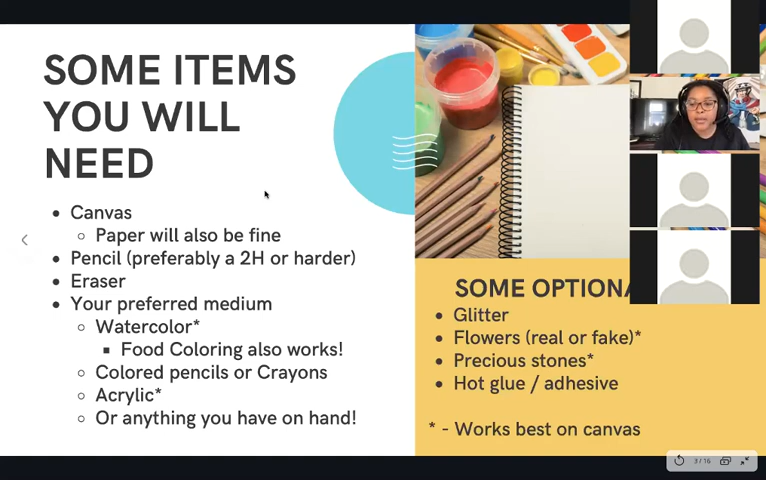 SOME ITEMS
YOU WILL
NEED
Canvas
Paper will also be fine
Pencil (preferably a 2H or harder)
Eraser
Your preferred medium
Watercolor*
Food Coloring also works!
Colored pencils or Crayons
Acrylic*
Or anything you have on hand!
SOME OPTIONA
Glitter
Flowers (real or fake)*
Precious stones*
Hot glue / adhesive
* - Works best on canvas
3 / 16